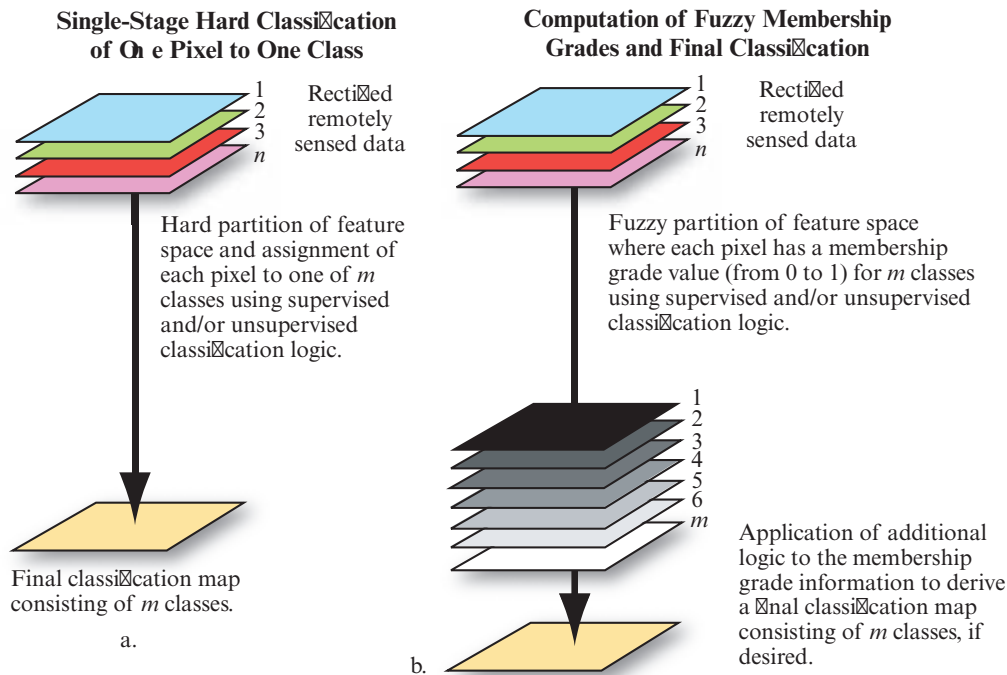 Single-Stage Hard Classi☒cation
of O☒n e Pixel to One Class
1
2
3
n
Recti☒ed
remotely
sensed data
Hard partition of feature
space and assignment of
each pixel to one of m
classes using supervised
and/or unsupervised
classi☒cation logic.
Final classi☒cation map
consisting of m classes.
a.
Computation of Fuzzy Membership
Grades and Final Classi☒cation
1
2
3
n
Recti☒ed
remotely
sensed data
Fuzzy partition of feature space
where each pixel has a membership
grade value (from 0 to 1) for m classes
using supervised and/or unsupervised
classi☒cation logic.
1
2
3
4
5
6
m
Application of additional
logic to the membership
grade information to derive
a ☒nal classi☒cation map
consisting of m classes, if
desired.
b.